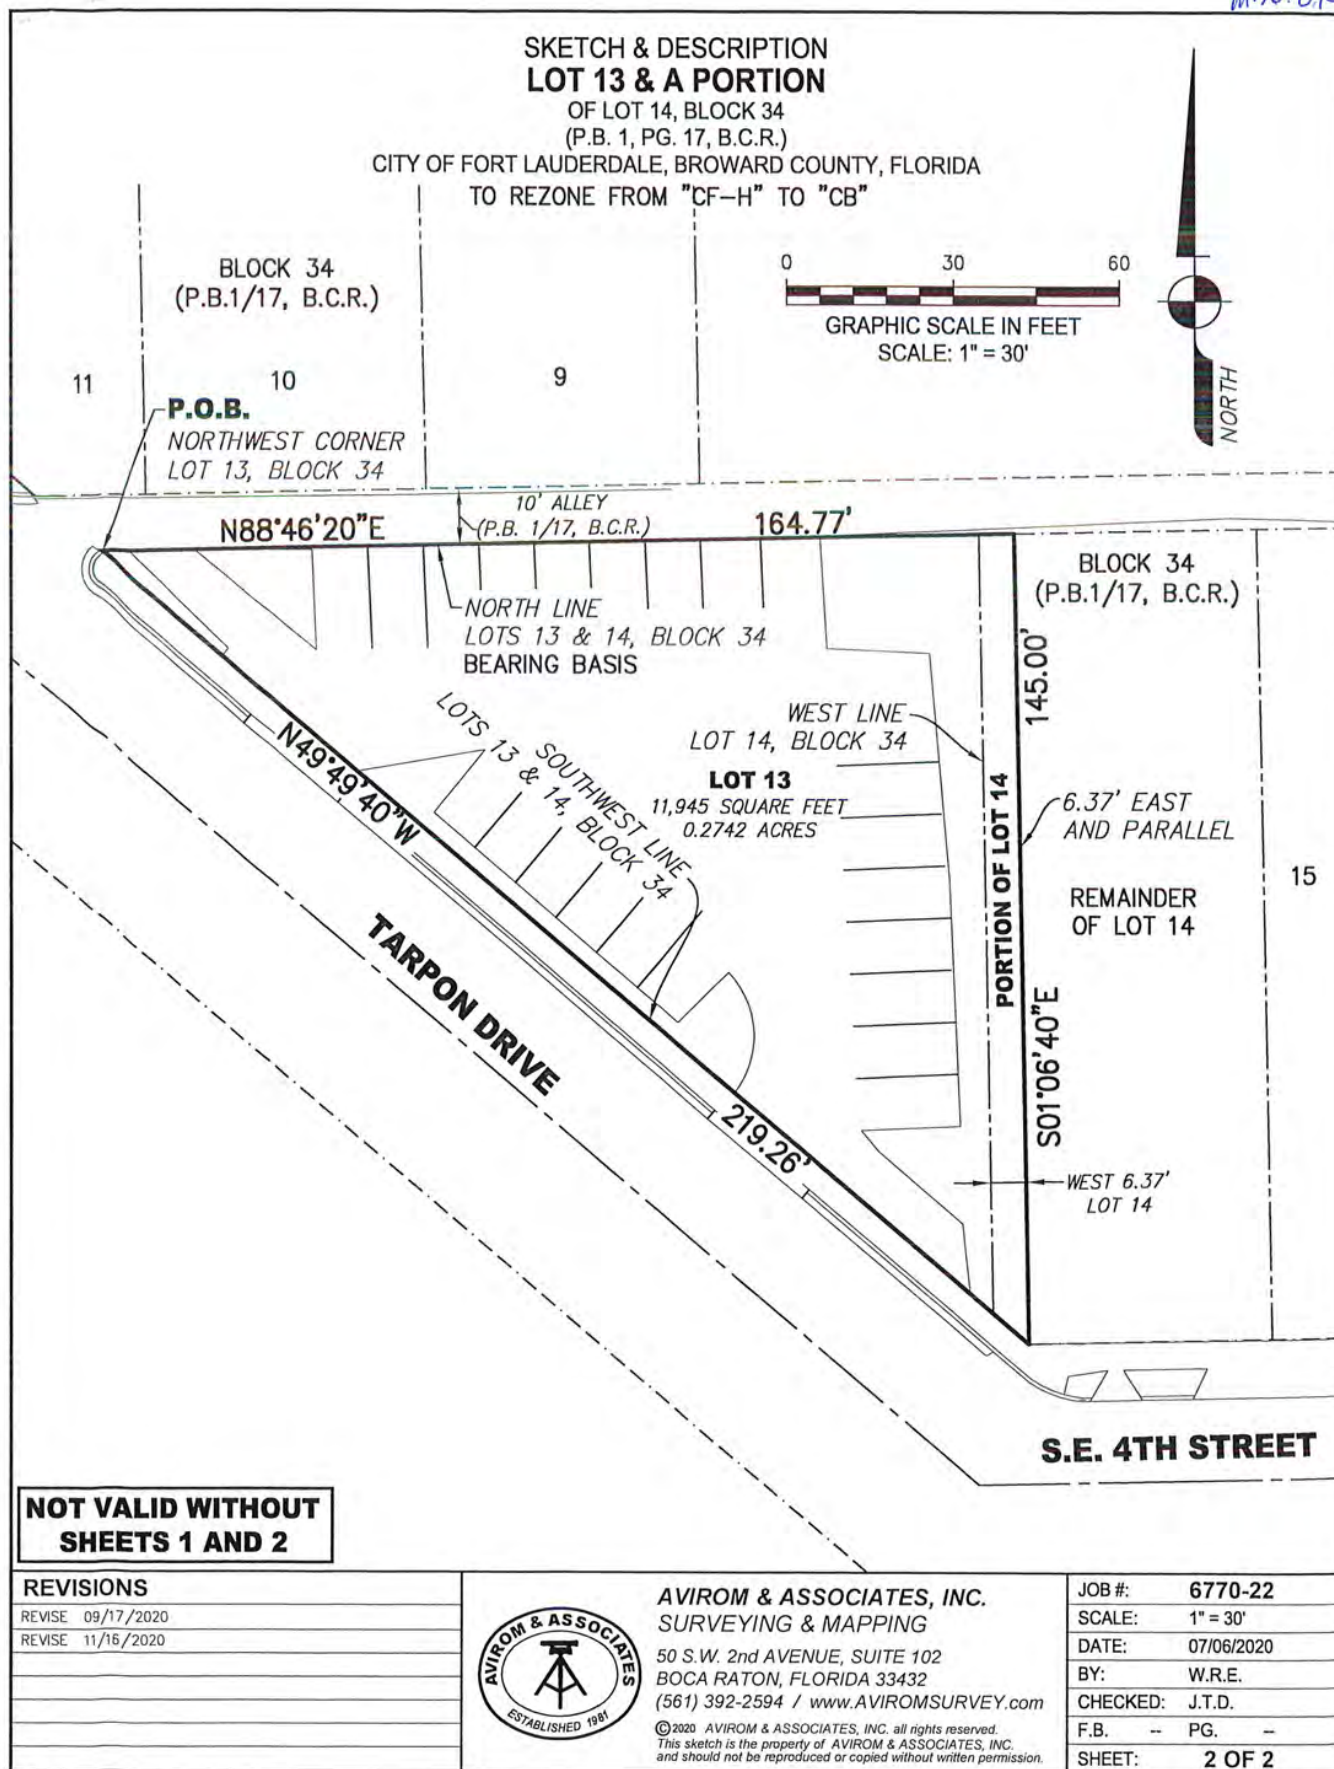 SKETCH & DESCRIPTION
LOT 13 & A PORTION
OF LOT 14, BLOCK 34
(P.B. 1, PG. 17, B.C.R.)
CITY OF FORT LAUDERDALE, BROWARD COUNTY, FLORIDA
TO REZONE FROM "CF-H" TO "CB"
BLOCK 34
(P.B.1/17, B.C.R.)
0 30 60
GRAPHIC SCALE IN FEET
SCALE: 1" = 30'
NORTH
11
10
9
P.O.B.
NORTHWEST CORNER
LOT 13, BLOCK 34
10' ALLEY
(P.B. 1/17, B.C.R.)
N88°46'20"E
164.77'
BLOCK 34
(P.B.1/17, B.C.R.)
NORTH LINE
LOTS 13 & 14, BLOCK 34
BEARING BASIS
145.00'
SOUTHWEST LINE
LOTS 13 & 14, BLOCK 34
WEST LINE
LOT 14, BLOCK 34
LOT 13
11,945 SQUARE FEET
0.2742 ACRES
N49°49'40"W
PORTION OF LOT 14
6.37' EAST
AND PARALLEL
15
REMAINDER
OF LOT 14
TARPON DRIVE
S01°06'40"E
219.26'
WEST 6.37'
LOT 14
S.E. 4TH STREET
NOT VALID WITHOUT
SHEETS 1 AND 2
REVISIONS
REVISE 09/17/2020
REVISE 11/16/2020
AVIROM & ASSOCIATES
ESTABLISHED 1981
AVIROM & ASSOCIATES, INC.
SURVEYING & MAPPING
50 S.W. 2nd AVENUE, SUITE 102
BOCA RATON, FLORIDA 33432
(561) 392-2594 / www.AVIROMSURVEY.com
©2020 AVIROM & ASSOCIATES, INC. all rights reserved.
This sketch is the property of AVIROM & ASSOCIATES, INC.
and should not be reproduced or copied without written permission.
JOB #: 6770-22
SCALE: 1" = 30'
DATE: 07/06/2020
BY: W.R.E.
CHECKED: J.T.D.
F.B. -- PG. --
SHEET: 2 OF 2